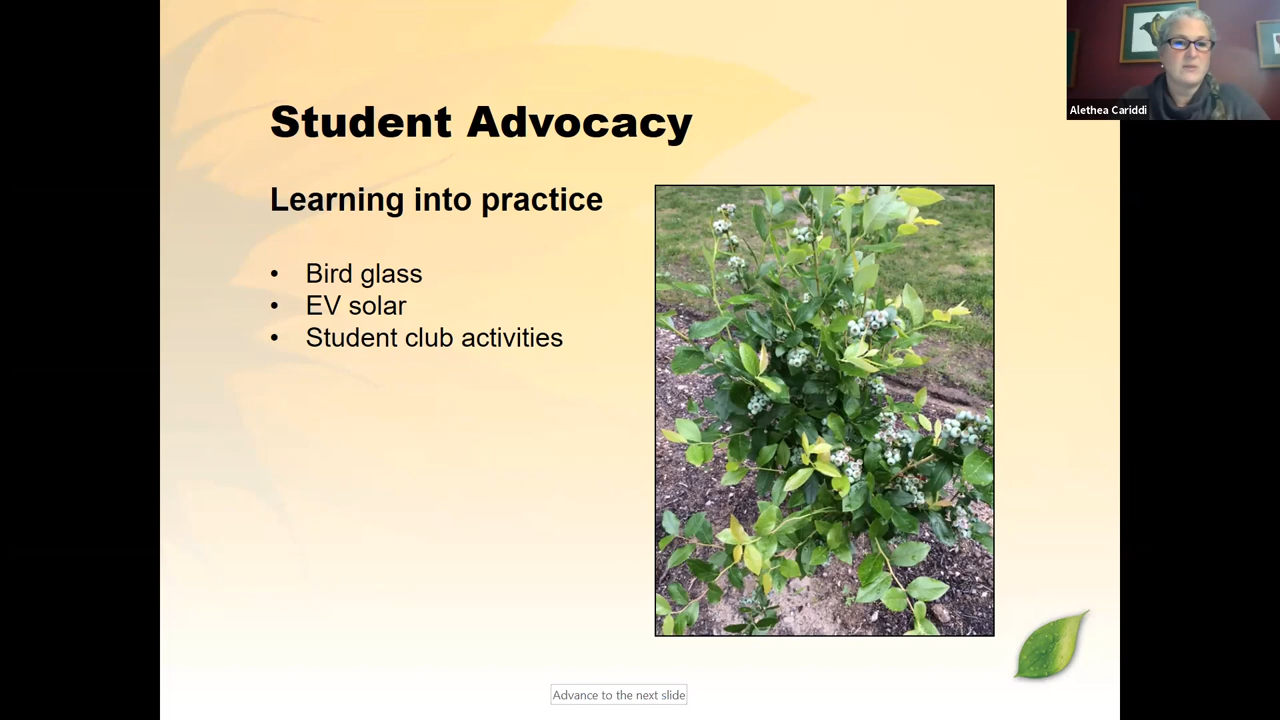 Alethea Cariddi
Student Advocacy
Learning into practice
• Bird glass
• EV solar
• Student club activities
Advance to the next slide